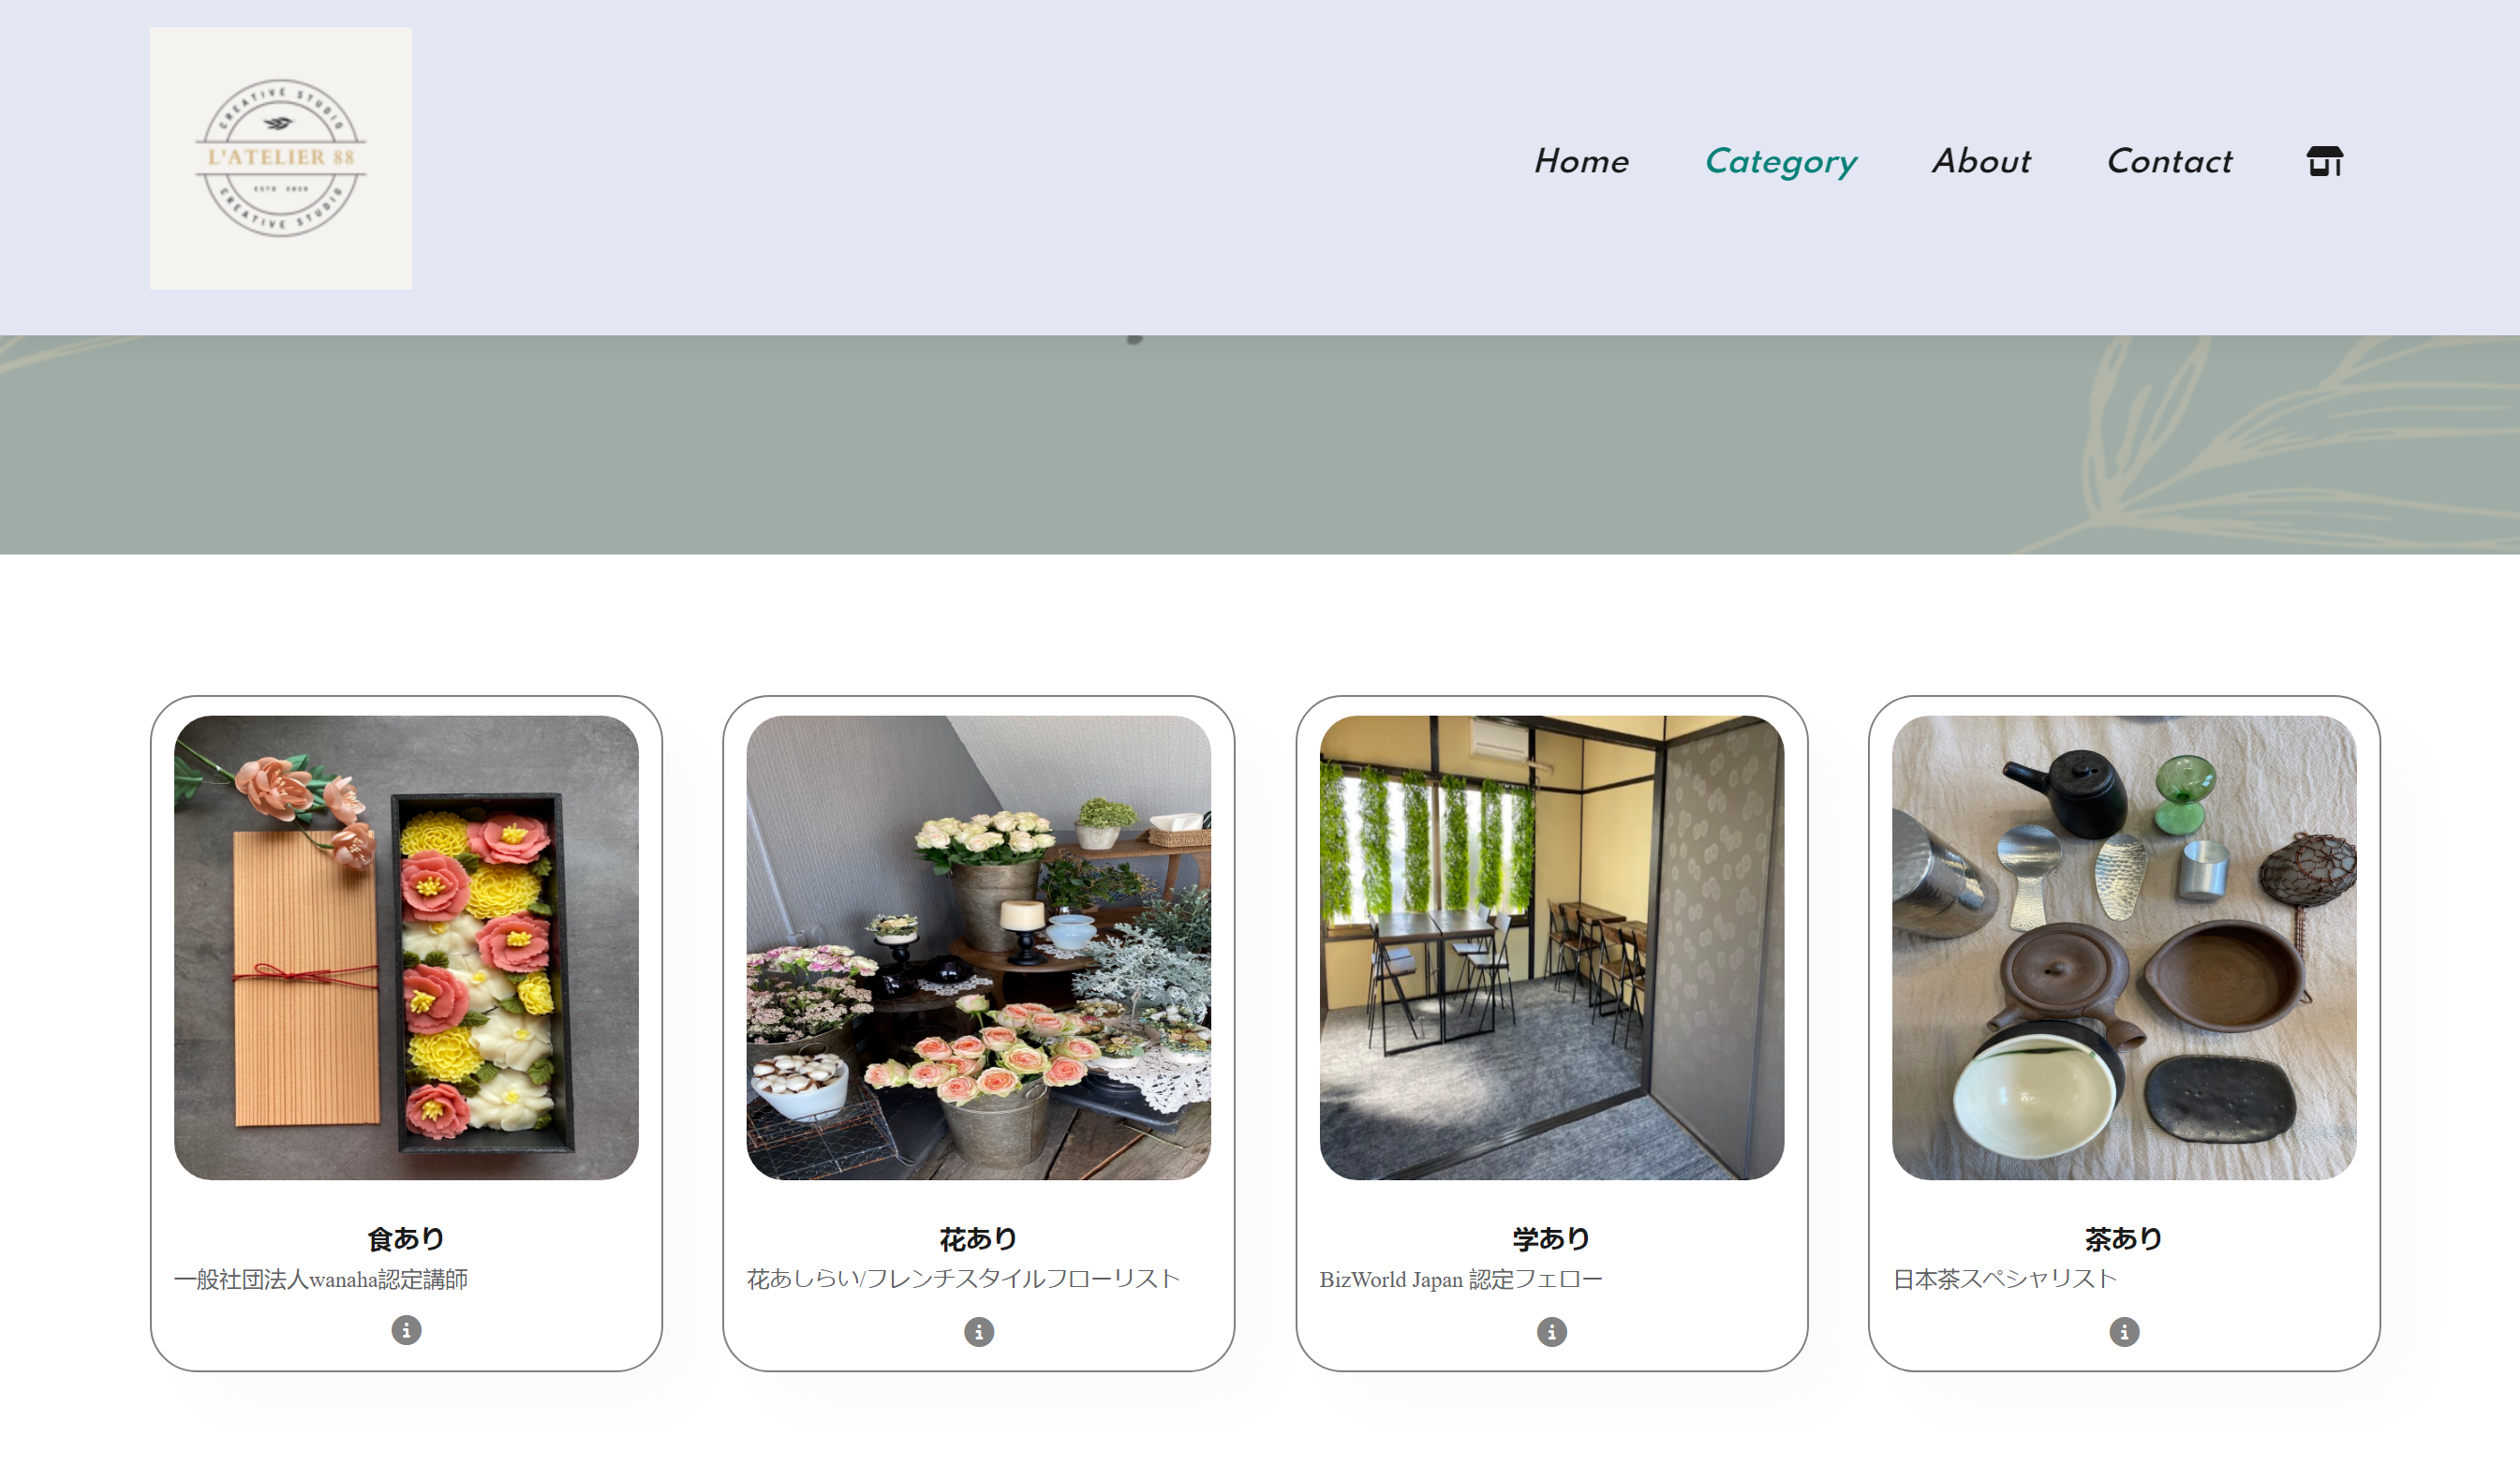 CREATIVE STUDIO
L'ATELIER 88
ESTD 2020
CREATIVE STUDIO
Home
Category
About
Contact
食あり
一般社団法人wanaha認定講師
花あり
花あしらい/フレンチスタイルフローリスト
学あり
BizWorld Japan 認定フェロー
茶あり
日本茶スペシャリスト